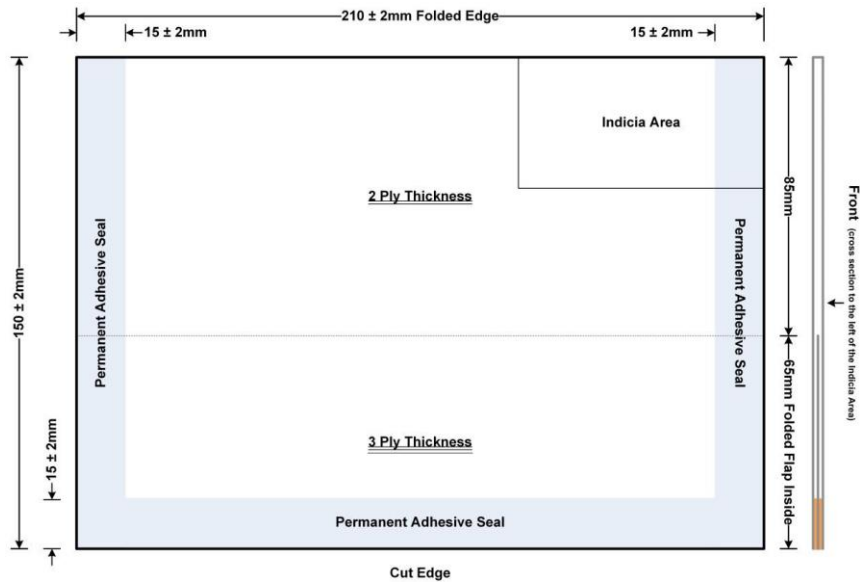 210 ± 2mm Folded Edge
15 ± 2mm
15 ± 2mm
Indicia Area
2 Ply Thickness
Permanent Adhesive Seal
Permanent Adhesive Seal
150 ± 2mm
85mm
Front (cross section to the left of the Indicia Area)
65mm Folded Flap Inside
15 ± 2mm
3 Ply Thickness
Permanent Adhesive Seal
Cut Edge